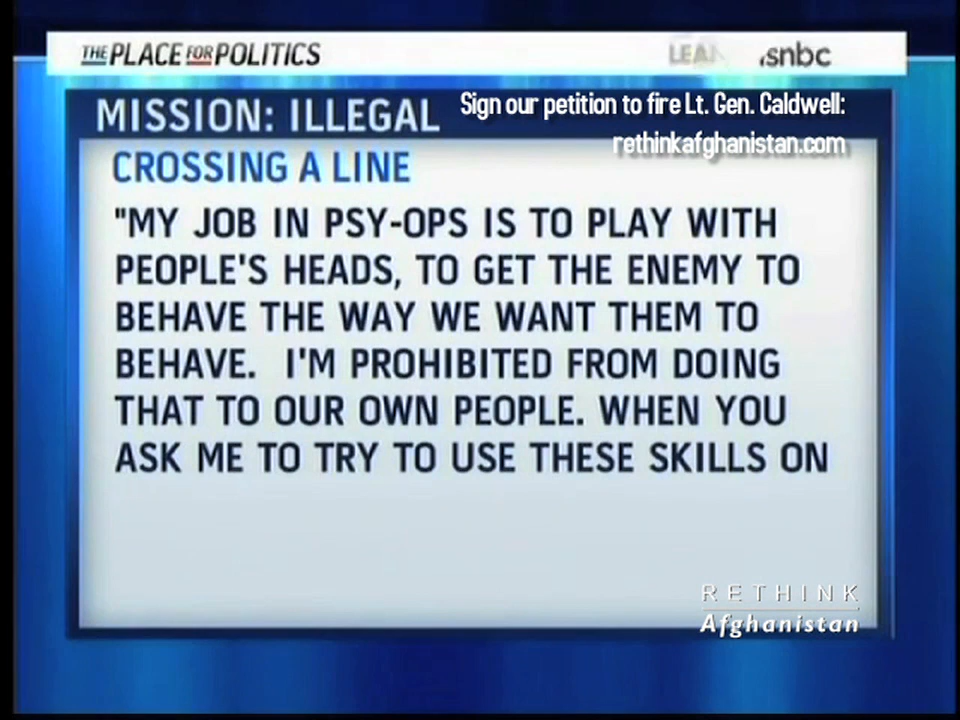 THE PLACE FOR POLITICS
LEAN
msnbc
Sign our petition to fire Lt. Gen. Caldwell:
rethinkafghanistan.com
MISSION: ILLEGAL
CROSSING A LINE
"MY JOB IN PSY-OPS IS TO PLAY WITH
PEOPLE'S HEADS, TO GET THE ENEMY TO
BEHAVE THE WAY WE WANT THEM TO
BEHAVE.  I'M PROHIBITED FROM DOING
THAT TO OUR OWN PEOPLE. WHEN YOU
ASK ME TO TRY TO USE THESE SKILLS ON
RETHINK
Afghanistan